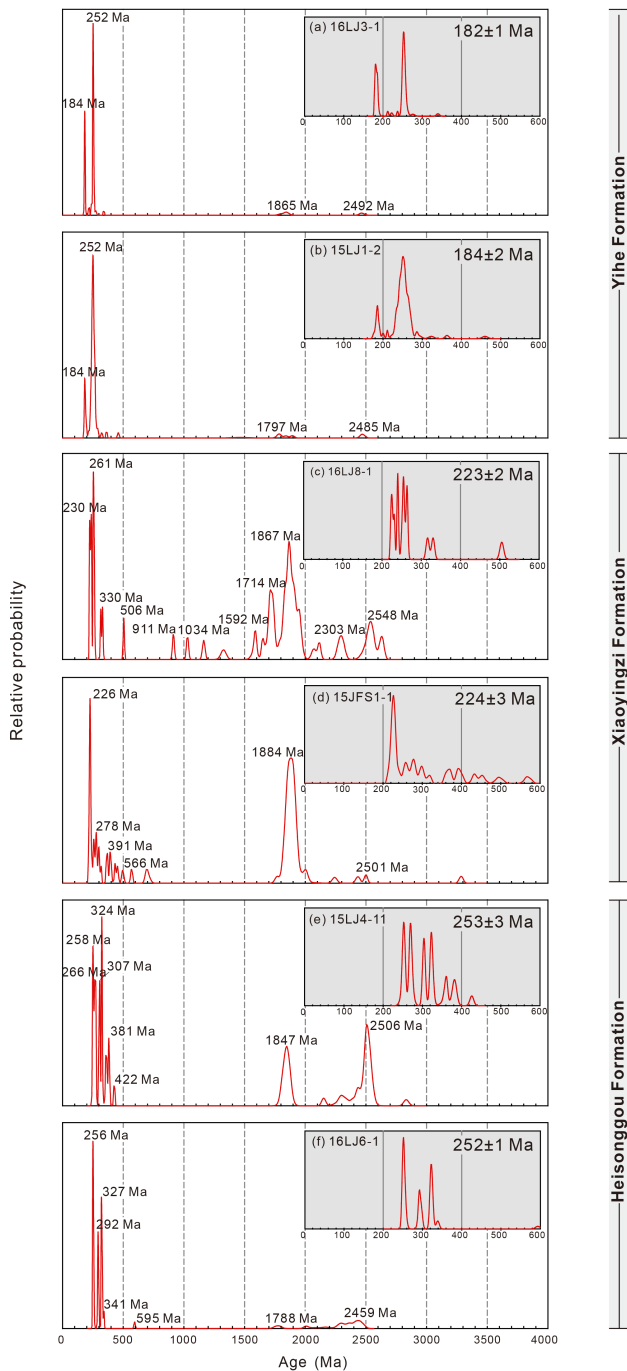 252 Ma
(a) 16LJ3-1
182±1 Ma
184 Ma
0 100 200 300 400 500 600
1865 Ma
2492 Ma
252 Ma
(b) 15LJ1-2
184±2 Ma
184 Ma
0 100 200 300 400 500 600
1797 Ma
2485 Ma
Yihe Formation
261 Ma
(c) 16LJ8-1
223±2 Ma
230 Ma
1867 Ma
0 100 200 300 400 500 600
1714 Ma
330 Ma
506 Ma
911 Ma
1034 Ma
1592 Ma
2303 Ma
2548 Ma
226 Ma
(d) 15JFS1-1
224±3 Ma
1884 Ma
0 100 200 300 400 500 600
278 Ma
391 Ma
566 Ma
2501 Ma
Xiaoyingzi Formation
Relative probability
324 Ma
(e) 15LJ4-11
253±3 Ma
258 Ma
266 Ma
307 Ma
0 100 200 300 400 500 600
381 Ma
422 Ma
1847 Ma
2506 Ma
256 Ma
(f) 16LJ6-1
252±1 Ma
327 Ma
292 Ma
0 100 200 300 400 500 600
341 Ma
595 Ma
1788 Ma
2459 Ma
Heisonggou Formation
0 500 1000 1500 2000 2500 3000 3500 4000
Age (Ma)